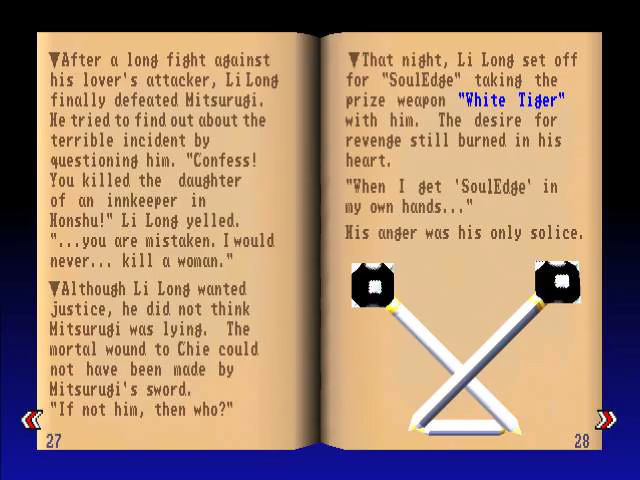 ▼After a long fight against
his lover's attacker, Li Long
finally defeated Mitsurugi.
He tried to find out about the
terrible incident by
questioning him. "Confess!
You killed the daughter
of an innkeeper in
Honshu!" Li Long yelled.
"...you are mistaken. I would
never... kill a woman."
▼Although Li Long wanted
justice, he did not think
Mitsurugi was lying. The
mortal wound to Chie could
not have been made by
Mitsurugi's sword.
"If not him, then who?"
27
▼That night, Li Long set off
for "SoulEdge" taking the
prize weapon "White Tiger"
with him. The desire for
revenge still burned in his
heart.
"When I get 'SoulEdge' in
my own hands..."
His anger was his only solice.
28